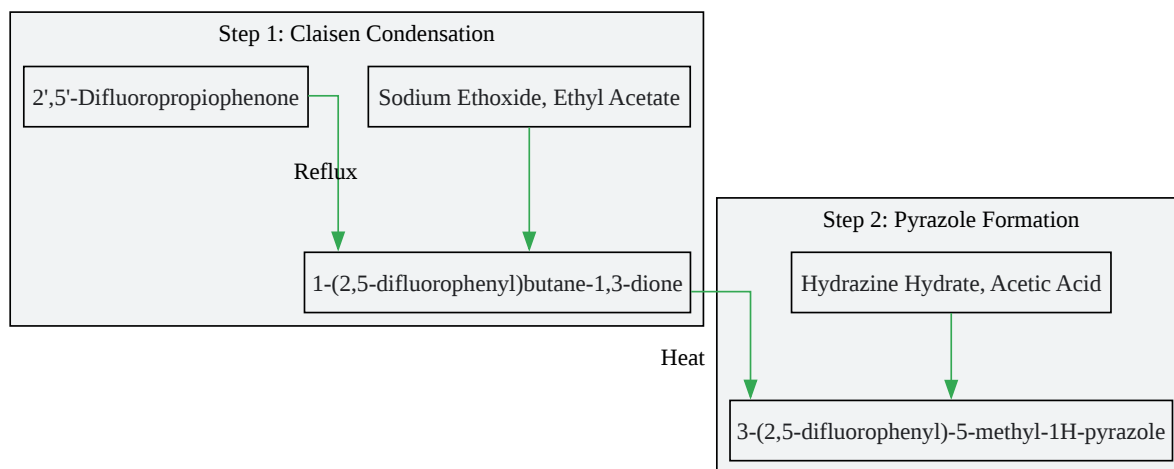 Step 1: Claisen Condensation
2',5'-Difluoropropiophenone
Sodium Ethoxide, Ethyl Acetate
Reflux
1-(2,5-difluorophenyl)butane-1,3-dione
Step 2: Pyrazole Formation
Hydrazine Hydrate, Acetic Acid
Heat
3-(2,5-difluorophenyl)-5-methyl-1H-pyrazole